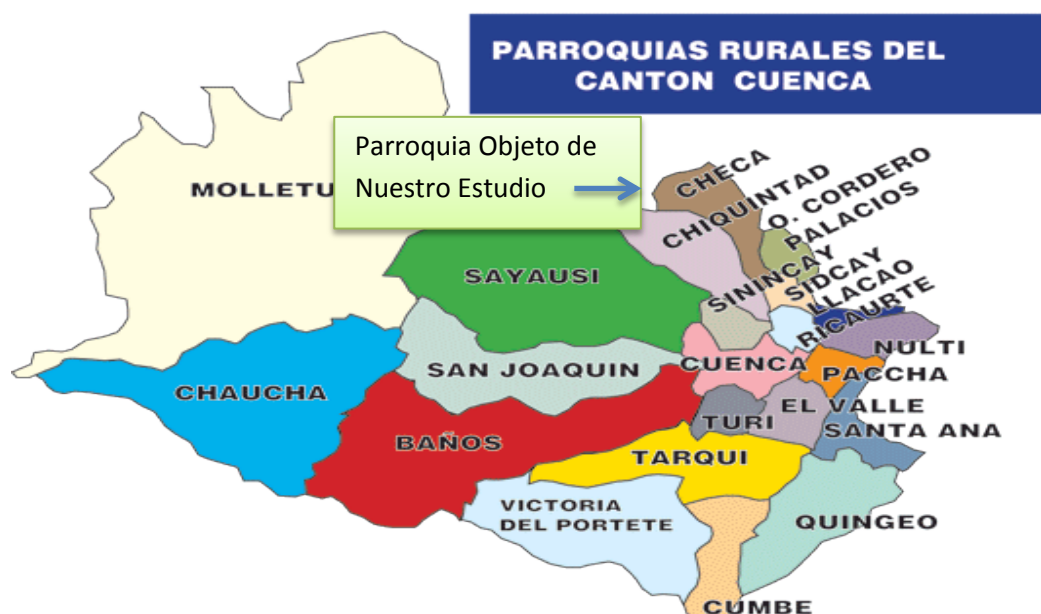 PARROQUIAS RURALES DEL
CANTON CUENCA
Parroquia Objeto de
Nuestro Estudio
MOLLETU
CHECA
CHIQUINTAD
O. CORDERO
PALACIOS
SAYAUSI
SININCAY
SIDCAY
LLACAO
RICAURTE
NULTI
SAN JOAQUIN
CUENCA
PACCHA
CHAUCHA
TURI
EL VALLE
SANTA ANA
BAÑOS
TARQUI
VICTORIA
DEL PORTETE
QUINGEO
CUMBE